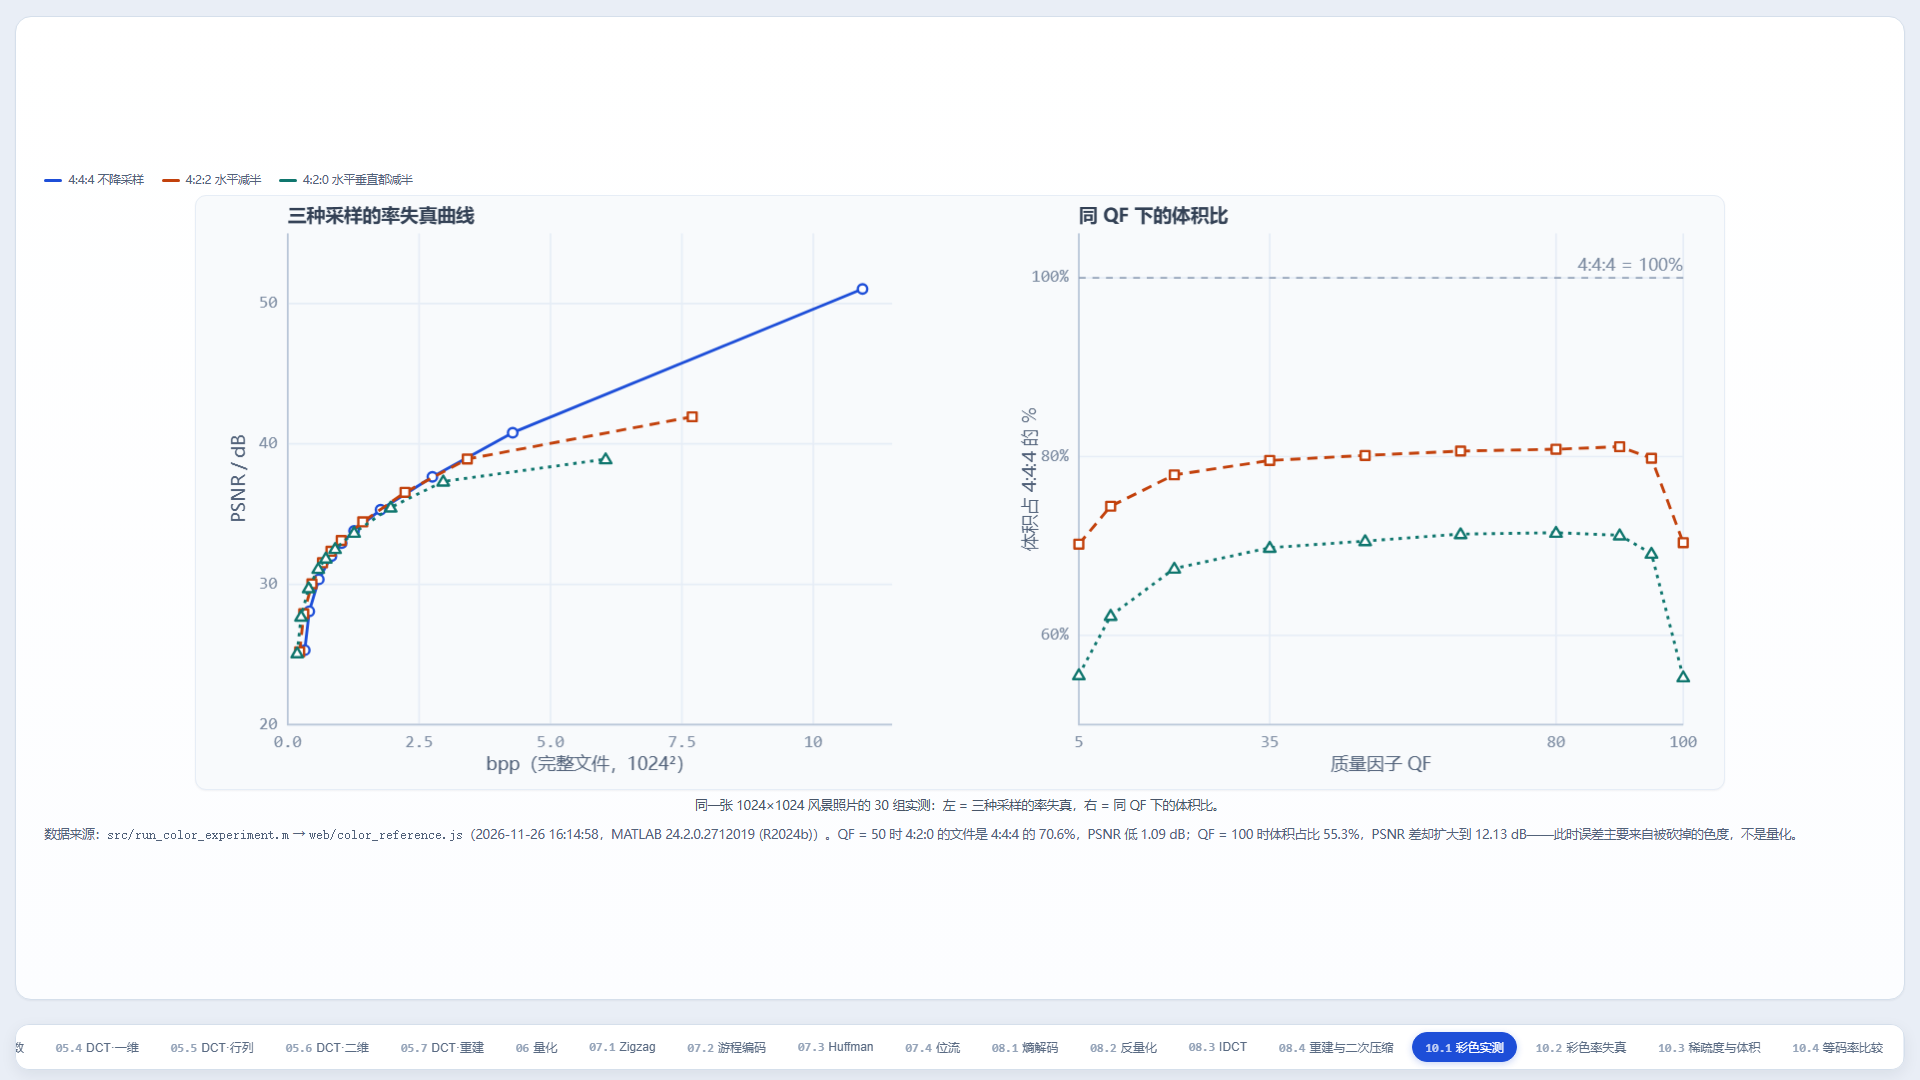 4:4:4 不降采样 4:2:2 水平减半 4:2:0 水平垂直都减半
三种采样的率失真曲线
50
40
30
20
PSNR / dB
0.0 2.5 5.0 7.5 10
bpp（完整文件，1024²）
同 QF 下的体积比
4:4:4 = 100%
100%
80%
60%
体积占 4:4:4 的 %
5 35 80 100
质量因子 QF
同一张 1024×1024 风景照片的 30 组实测：左 = 三种采样的率失真，右 = 同 QF 下的体积比。
数据来源：src/run_color_experiment.m → web/color_reference.js（2026-11-26 16:14:58，MATLAB 24.2.0.2712019 (R2024b)）。QF = 50 时 4:2:0 的文件是 4:4:4 的 70.6%，PSNR 低 1.09 dB；QF = 100 时体积占比 55.3%，PSNR 差却扩大到 12.13 dB——此时误差主要来自被砍掉的色度，不是量化。
数 05.4 DCT·一维 05.5 DCT·行列 05.6 DCT·二维 05.7 DCT·重建 06 量化 07.1 Zigzag 07.2 游程编码 07.3 Huffman 07.4 位流 08.1 熵解码 08.2 反量化 08.3 IDCT 08.4 重建与二次压缩 10.1 彩色实测 10.2 彩色率失真 10.3 稀疏度与体积 10.4 等码率比较